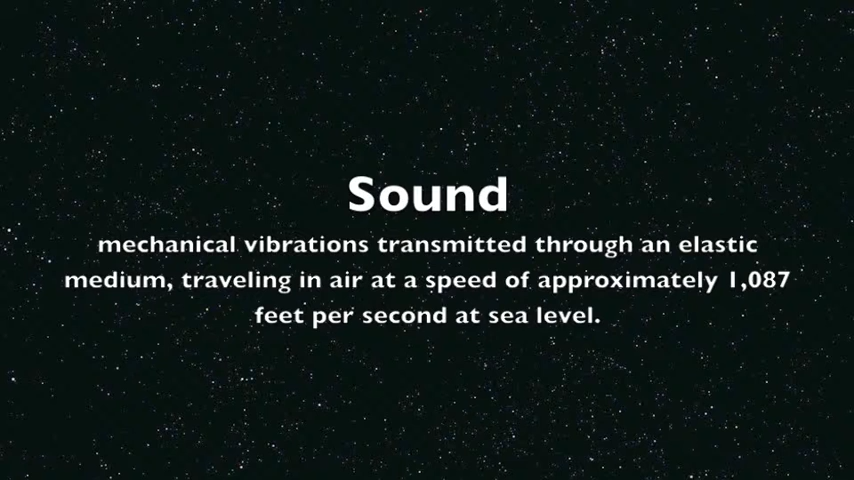 Sound
mechanical vibrations transmitted through an elastic
medium, traveling in air at a speed of approximately 1,087
feet per second at sea level.